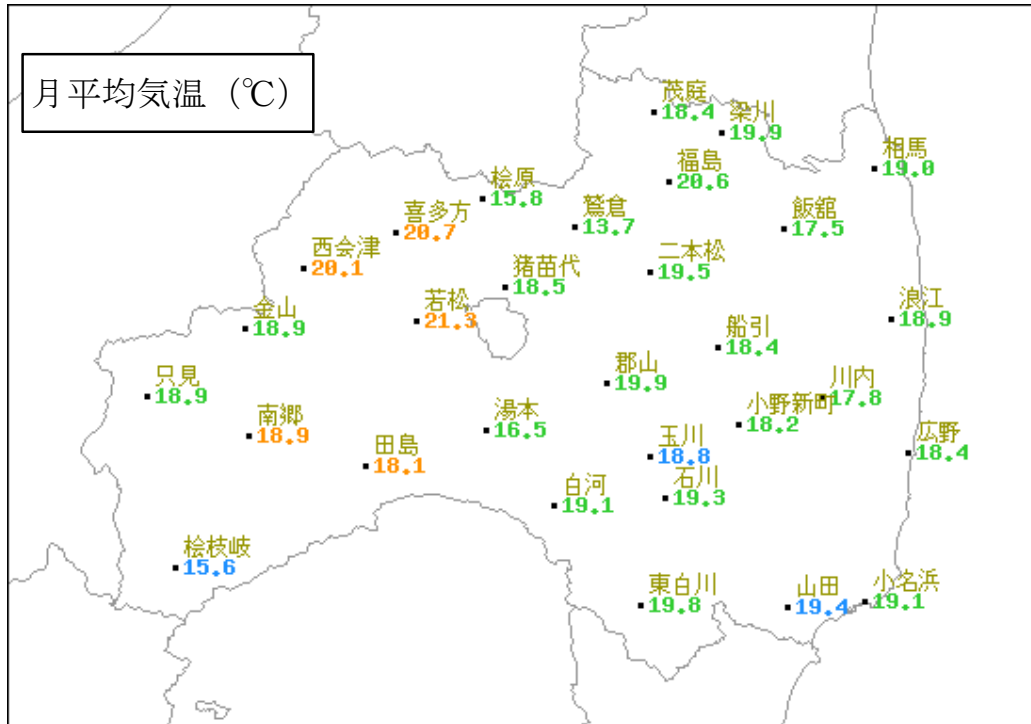 月平均気温（℃）
茂庭
18.4
梁川
19.9
相馬
19.0
福島
20.6
桧原
15.8
鷲倉
13.7
飯舘
17.5
喜多方
20.7
西会津
20.1
二本松
19.5
猪苗代
18.5
金山
18.9
若松
21.3
浪江
18.9
船引
18.4
只見
18.9
郡山
19.9
川内
17.8
南郷
18.9
湯本
16.5
小野新町
18.2
田島
18.1
玉川
18.8
広野
18.4
石川
19.3
白河
19.1
桧枝岐
15.6
東白川
19.8
山田
19.4
小名浜
19.1